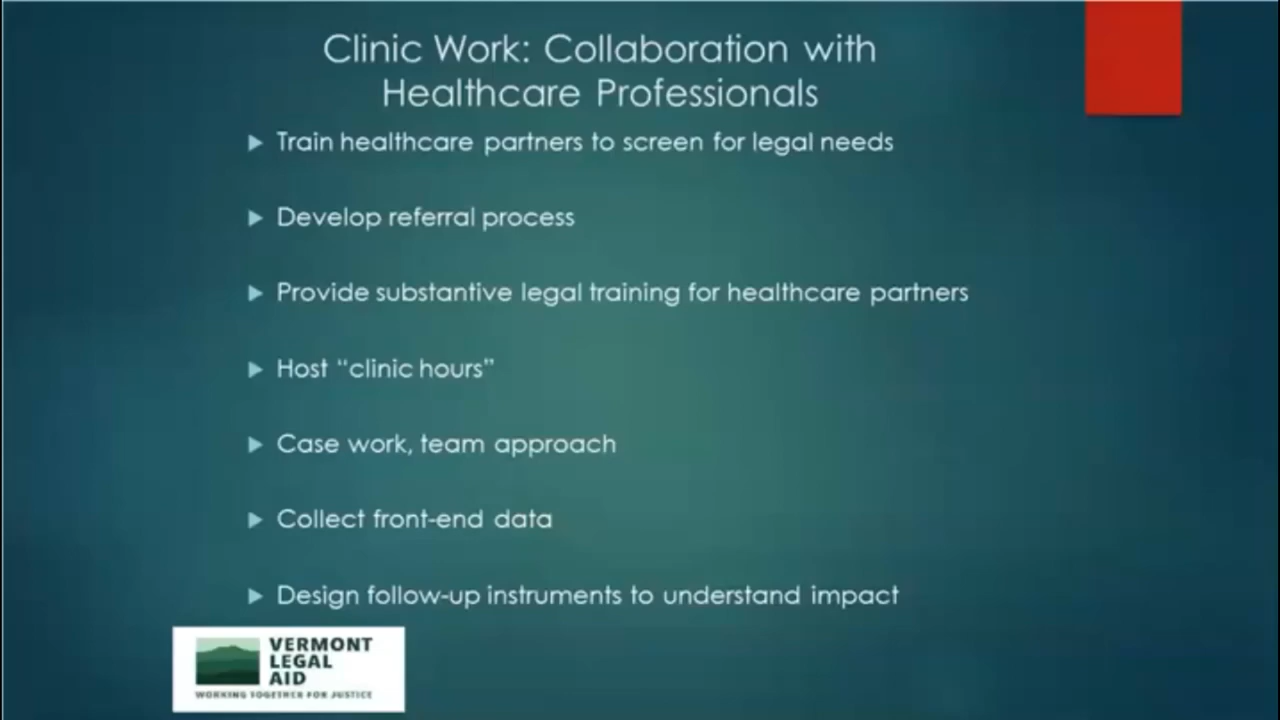 Clinic Work: Collaboration with
Healthcare Professionals
Train healthcare partners to screen for legal needs
Develop referral process
Provide substantive legal training for healthcare partners
Host “clinic hours”
Case work, team approach
Collect front-end data
Design follow-up instruments to understand impact
VERMONT
LEGAL
AID
WORKING TOGETHER FOR JUSTICE